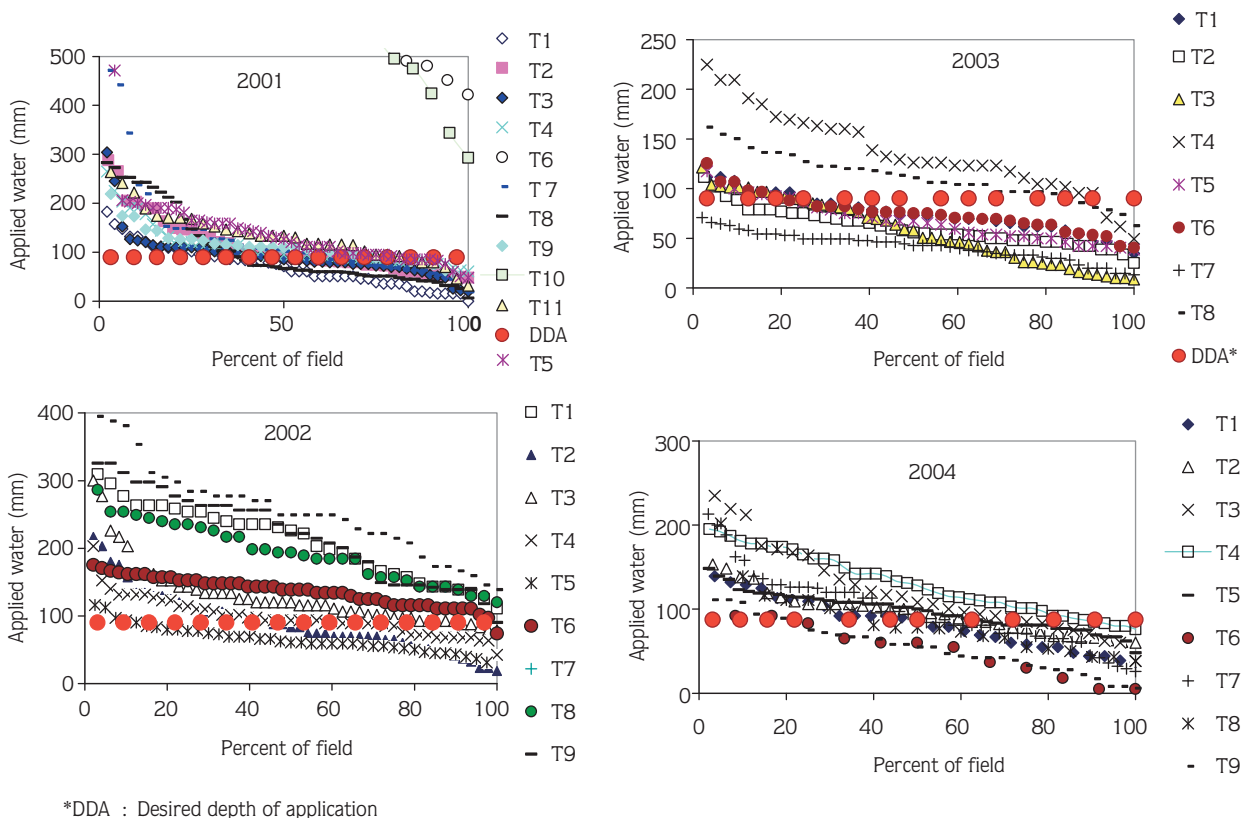 2001
Applied water (mm)
500
400
300
200
100
0
0
50
100
Percent of field
T1
T2
T3
T4
T6
T7
T8
T9
T10
T11
DDA
T5
2003
Applied water (mm)
250
200
150
100
50
0
0
20
40
60
80
100
Percent of field
T1
T2
T3
T4
T5
T6
T7
T8
DDA*
2002
Applied water (mm)
400
300
200
100
0
0
20
40
60
80
100
Percent of field
T1
T2
T3
T4
T5
T6
T7
T8
T9
2004
Applied water (mm)
300
200
100
0
0
20
40
60
80
100
Percent of field
T1
T2
T3
T4
T5
T6
T7
T8
T9
*DDA : Desired depth of application